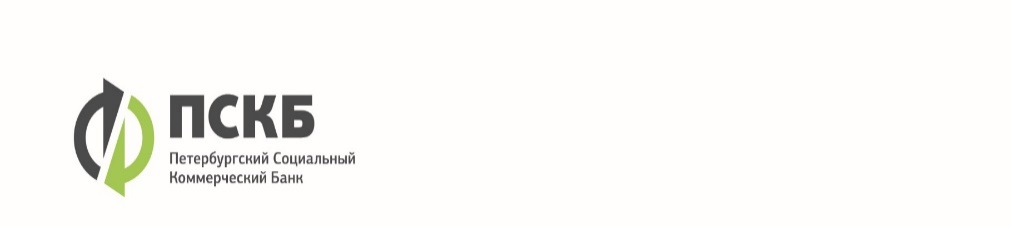 ПСКБ
Петербургский Социальный
Коммерческий Банк